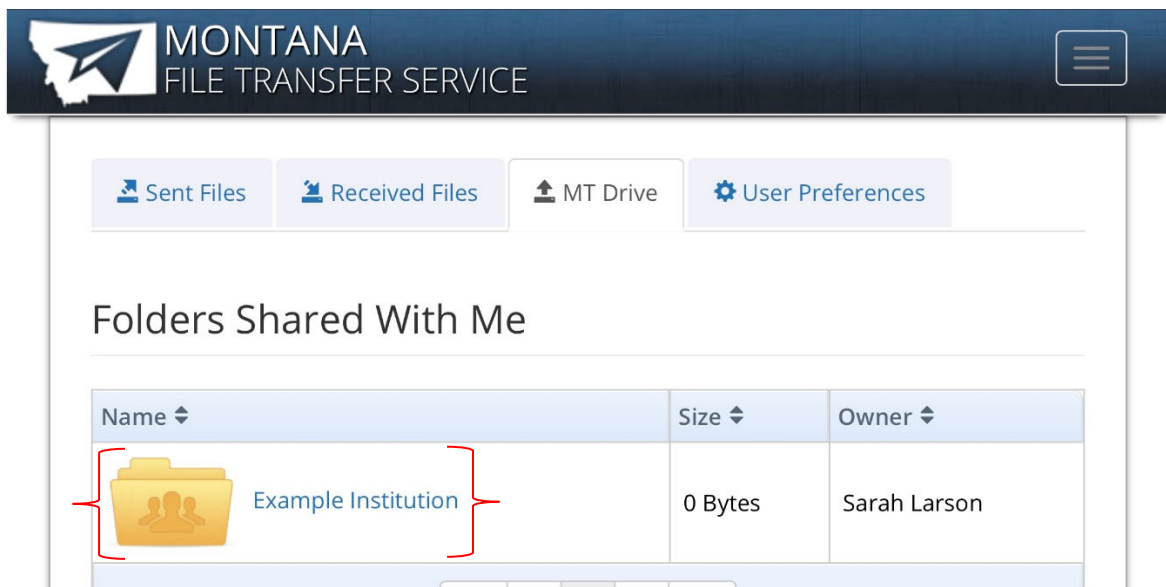 MONTANA
FILE TRANSFER SERVICE
Sent Files Received Files MT Drive User Preferences
Folders Shared With Me
Name Size Owner
Example Institution 0 Bytes Sarah Larson